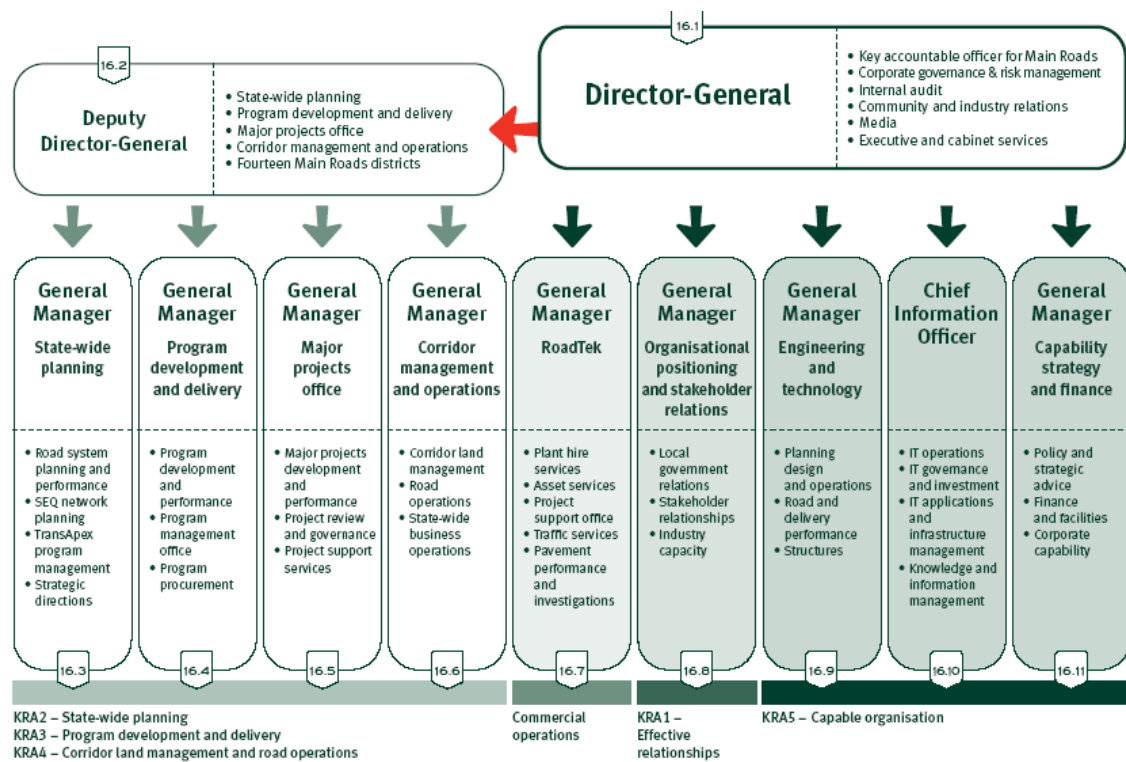 16.1
Director-General
• Key accountable officer for Main Roads
• Corporate governance & risk management
• Internal audit
• Community and industry relations
• Media
• Executive and cabinet services
16.2
Deputy
Director-General
• State-wide planning
• Program development and delivery
• Major projects office
• Corridor management and operations
• Fourteen Main Roads districts
General
Manager
State-wide
planning
• Road system
planning and
performance
• SEQ network
planning
• TransApex
program
management
• Strategic
directions
16.3
General
Manager
Program
development
and delivery
• Program
development
and
performance
• Program
management
office
• Program
procurement
16.4
General
Manager
Major
projects
office
• Major projects
development
and
performance
• Project review
and governance
• Project support
services
16.5
General
Manager
Corridor
management
and operations
• Corridor land
management
• Road
operations
• State-wide
business
operations
16.6
General
Manager
RoadTek
• Plant hire
services
• Asset services
• Project
support office
• Traffic services
• Pavement
performance
and
investigations
16.7
General
Manager
Organisational
positioning
and stakeholder
relations
• Local
government
relations
• Stakeholder
relationships
• Industry
capacity
16.8
General
Manager
Engineering
and
technology
• Planning
design
and operations
• Road and
delivery
performance
• Structures
16.9
Chief
Information
Officer
• IT operations
• IT governance
and investment
• IT applications
and
infrastructure
management
• Knowledge and
information
management
16.10
General
Manager
Capability
strategy
and finance
• Policy and
strategic
advice
• Finance
and facilities
• Corporate
capability
16.11
KRA2 – State-wide planning
KRA3 – Program development and delivery
KRA4 – Corridor land management and road operations
Commercial
operations
KRA1 –
Effective
relationships
KRA5 – Capable organisation